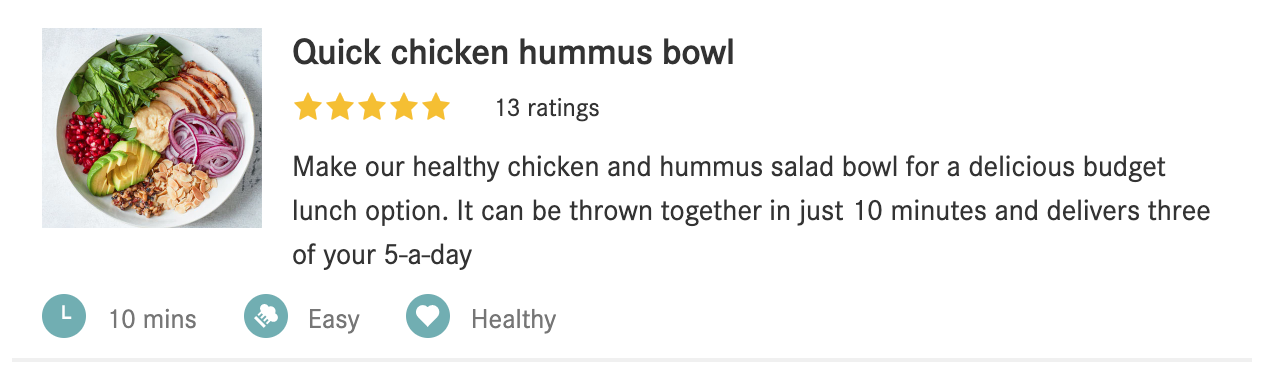 Quick chicken hummus bowl
13 ratings
Make our healthy chicken and hummus salad bowl for a delicious budget
lunch option. It can be thrown together in just 10 minutes and delivers three
of your 5-a-day
10 mins Easy Healthy